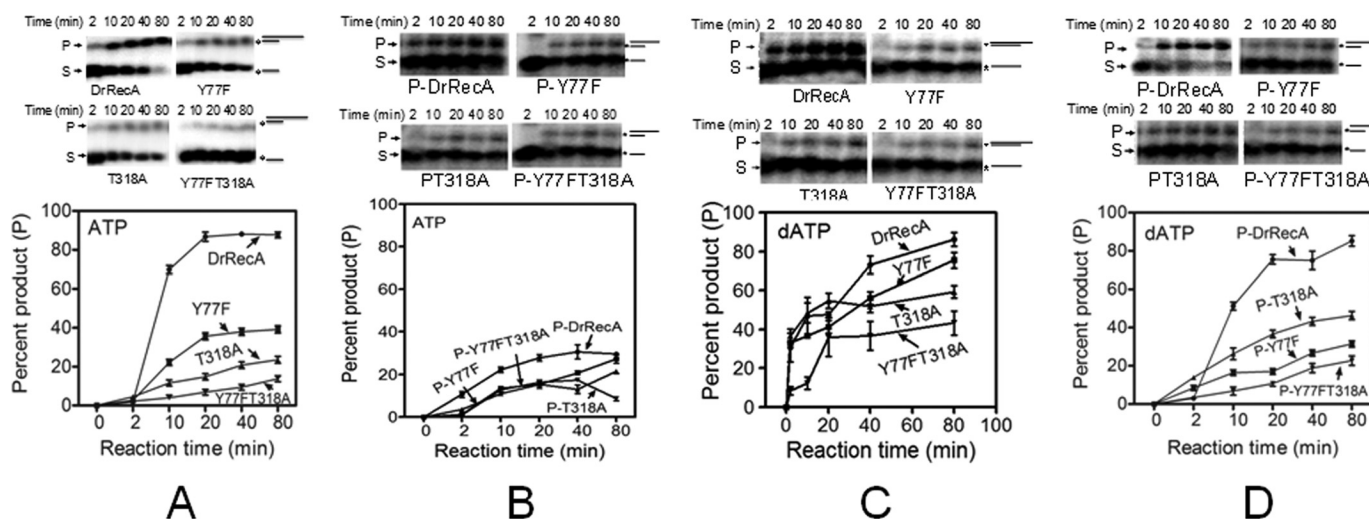 Time (min) 2 10 20 40 80 2 10 20 40 80
P
S
DrRecA Y77F
Time (min) 2 10 20 40 80 2 10 20 40 80
P
S
T318A Y77FT318A
ATP
100
80
60
40
20
0
Percent product (P)
DrRecA
Y77F
T318A
Y77FT318A
0 2 10 20 40 80
Reaction time (min)
A
Time (min) 2 10 20 40 80 2 10 20 40 80
P
S
P-DrRecA P-Y77F
Time (min) 2 10 20 40 80 2 10 20 40 80
P
S
PT318A P-Y77FT318A
ATP
100
80
60
40
20
0
Percent product (P)
P-DrRecA
P-Y77FT318A
P-Y77F
P-T318A
0 2 10 20 40 80
Reaction time (min)
B
Time (min) 2 10 20 40 80 2 10 20 40 80
P
S
DrRecA Y77F
Time (min) 2 10 20 40 80 2 10 20 40 80
P
S
T318A Y77FT318A
dATP
100
80
60
40
20
0
Percent product (P)
DrRecA
Y77F
T318A
Y77FT318A
0 20 40 60 80 100
Reaction time (min)
C
Time (min) 2 10 20 40 80 2 10 20 40 80
P
S
P-DrRecA P-Y77F
Time (min) 2 10 20 40 80 2 10 20 40 80
P
S
PT318A P-Y77FT318A
dATP
100
80
60
40
20
0
Percent product (P)
P-DrRecA
P-T318A
P-Y77F
P-Y77FT318A
0 2 10 20 40 80
Reaction time (min)
D